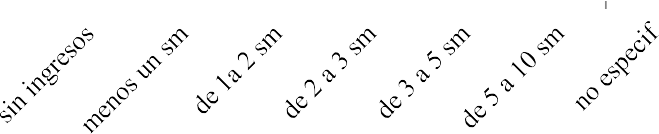 sin ingresos
menos un sm
de 1a 2 sm
de 2 a 3 sm
de 3 a 5 sm
de 5 a 10 sm
no especif